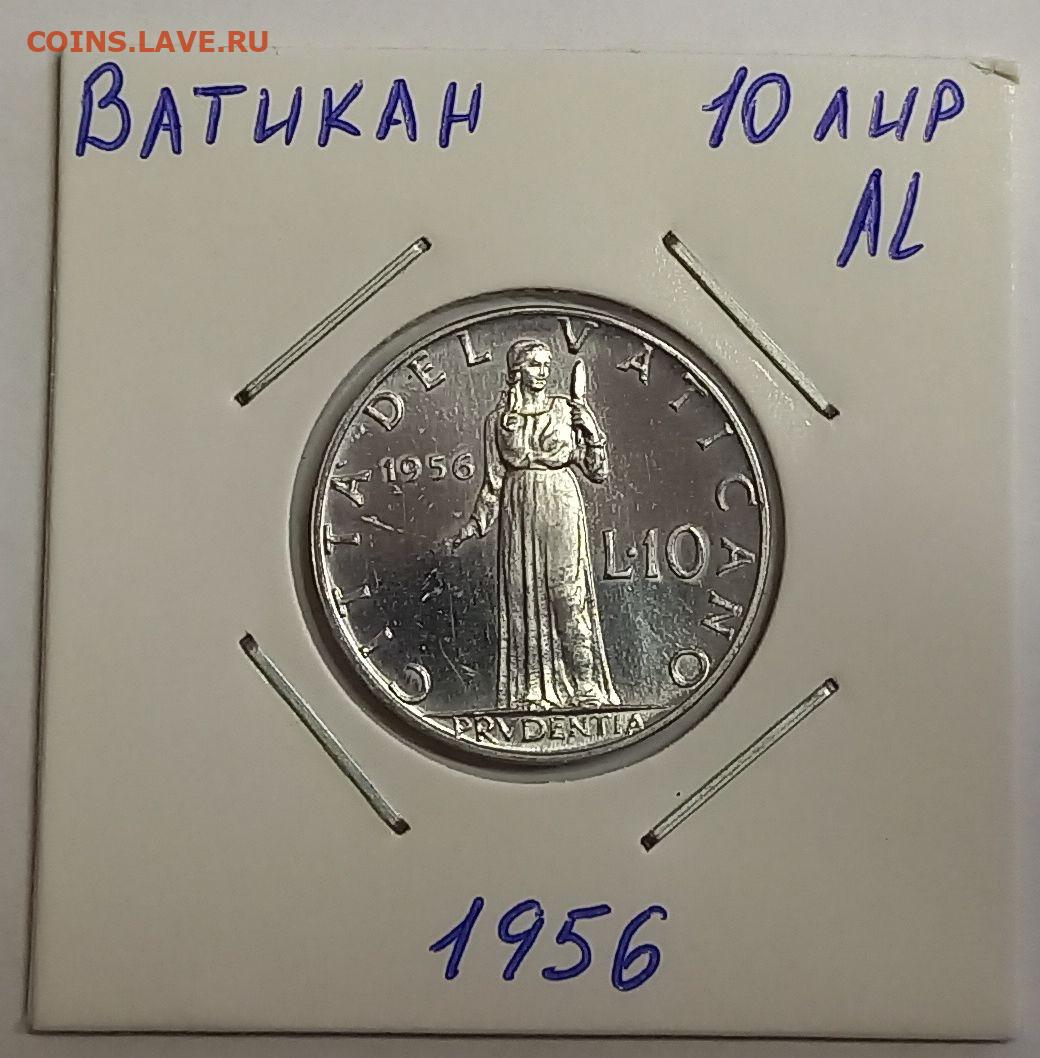 COINS.LAVE.RU
ВАТИКАН 10 ЛИР
AL
CITTA DEL VATICANO
1956
L·10
PRVDENTIA
1956